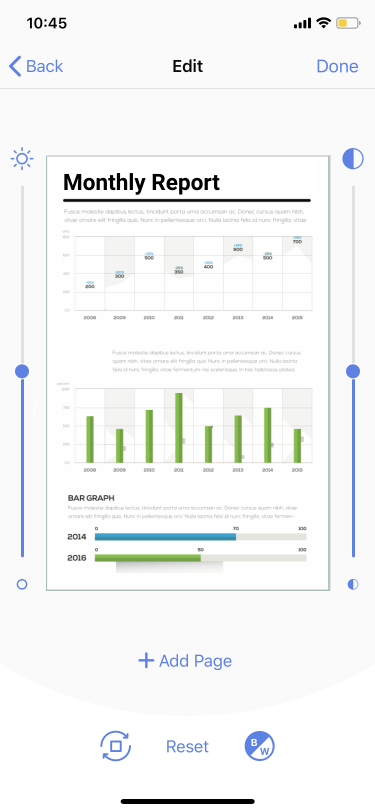 10:45
Back
Edit
Done
Monthly Report
Fusce molestie dapibus lectus, tincidunt porta urna accumsan ac. Donec cursus quam nibh,
vitae ornare elit fringilla quis. Nunc in pellentesque orci. Nulla lacinia felis id nunc fringilla, vitae
700
600
500
500
400
350
300
200
2008 2009 2010 2011 2012 2013 2014 2015
Fusce molestie dapibus lectus, tincidunt porta urna accumsan ac. Donec cursus
quam nibh, vitae ornare elit fringilla quis. Nunc in pellentesque orci. Nulla lacinia
felis id nunc fringilla, vitae fermentum nisi scelerisque. In hac habitasse platea
2008 2009 2010 2011 2012 2013 2014 2015
BAR GRAPH
Fusce molestie dapibus lectus, tincidunt porta urna accumsan ac. Donec cursus quam nibh,
ornare elit fringilla quis. Nunc in pellentesque orci. Nulla lacinia felis id nunc fringilla, vitae
0 70 100
2014
0 50 100
2016
Add Page
Reset
B W